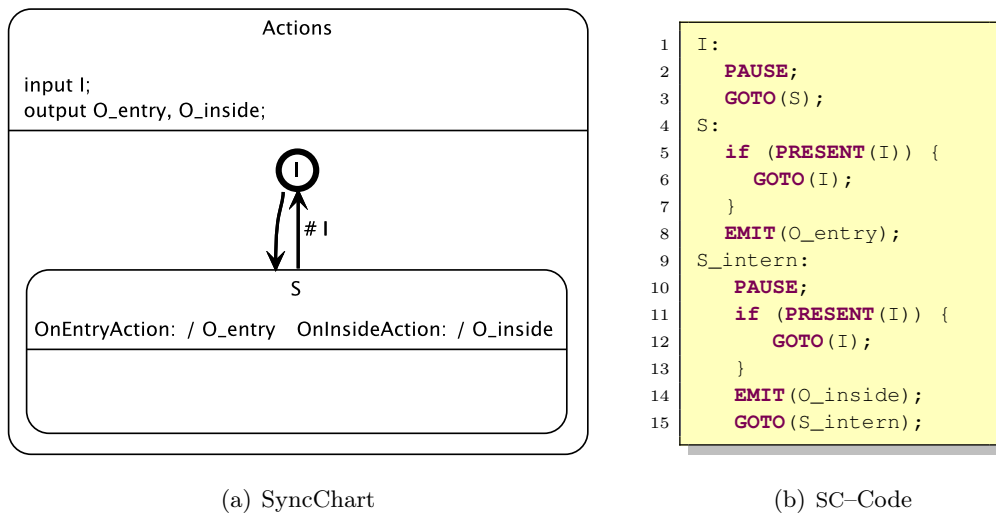 Actions
input I;
output O_entry, O_inside;
I
# I
S
OnEntryAction: / O_entry OnInsideAction: / O_inside
1 I:
2 PAUSE;
3 GOTO(S);
4 S:
5 if (PRESENT(I)) {
6 GOTO(I);
7 }
8 EMIT(O_entry);
9 S_intern:
10 PAUSE;
11 if (PRESENT(I)) {
12 GOTO(I);
13 }
14 EMIT(O_inside);
15 GOTO(S_intern);
(a) SyncChart
(b) SC–Code